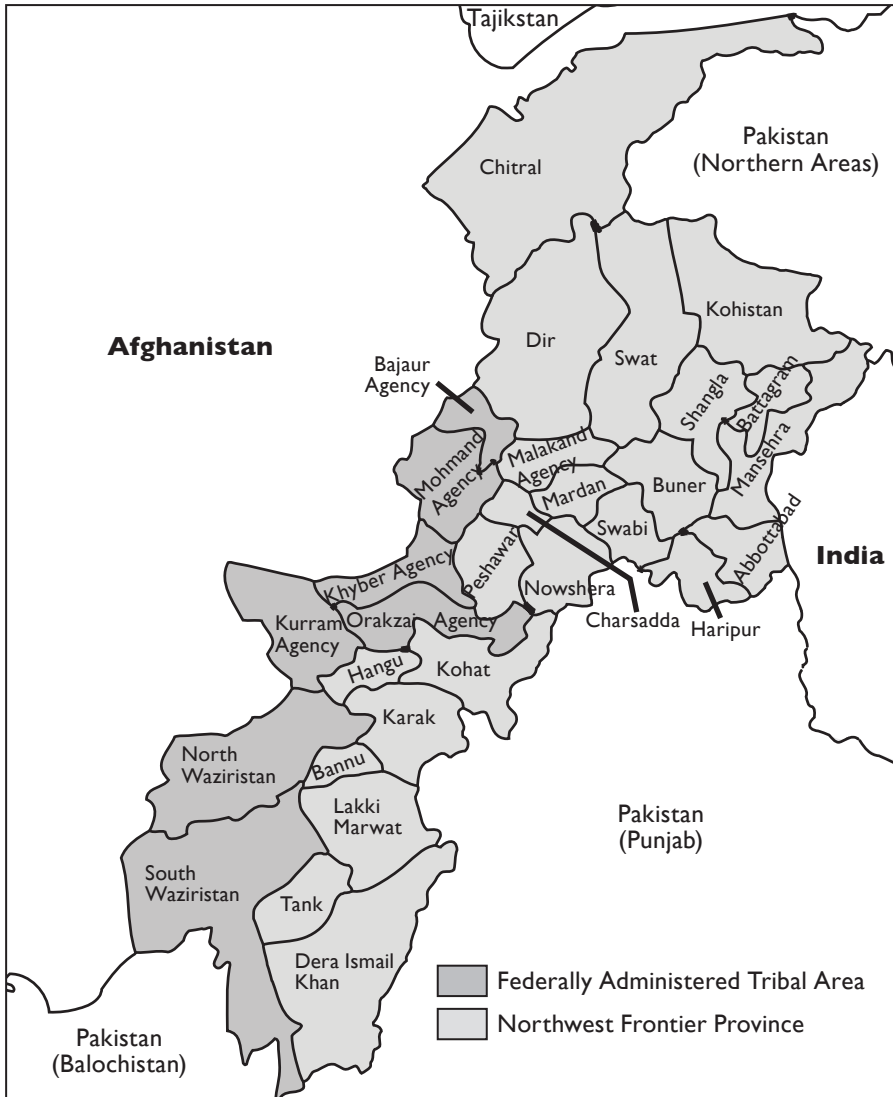 Tajikstan
Pakistan
(Northern Areas)
Chitral
Kohistan
Afghanistan
Dir
Swat
Bajaur
Agency
Shangla
Battagram
Mansehra
Mohmand
Agency
Malakand
Agency
Buner
Mardan
Swabi
Abbottabad
India
Peshawar
Khyber Agency
Nowshera
Charsadda
Haripur
Kurram
Agency
Orakzai Agency
Hangu
Kohat
Karak
North
Waziristan
Bannu
Lakki
Marwat
Pakistan
(Punjab)
South
Waziristan
Tank
Dera Ismail
Khan
Federally Administered Tribal Area
Northwest Frontier Province
Pakistan
(Balochistan)